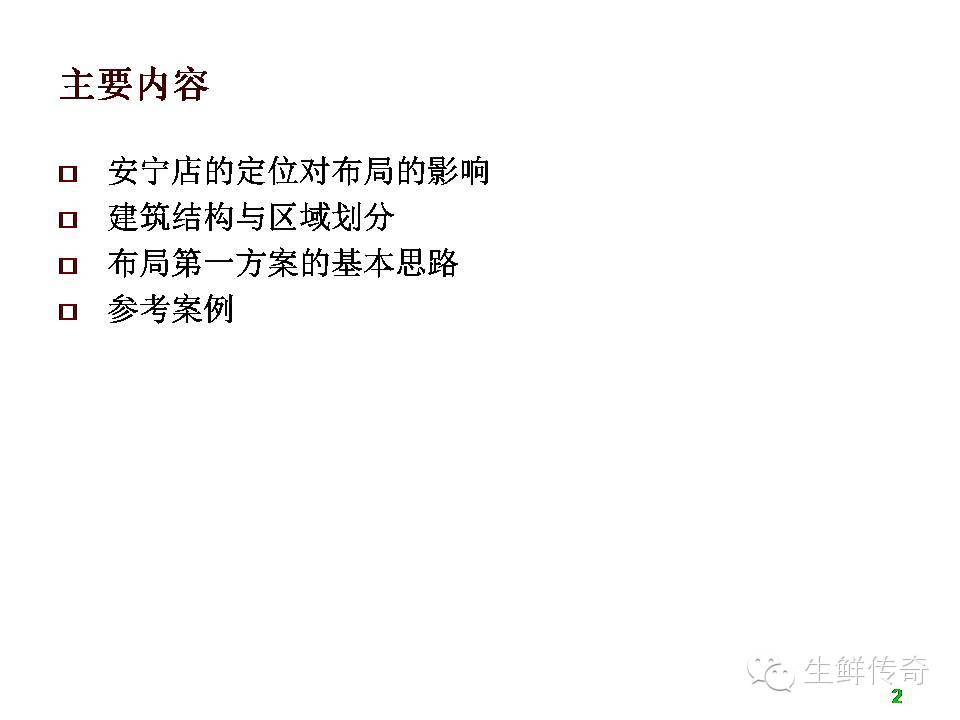 主要内容
安宁店的定位对布局的影响
建筑结构与区域划分
布局第一方案的基本思路
参考案例
生鲜传奇
2